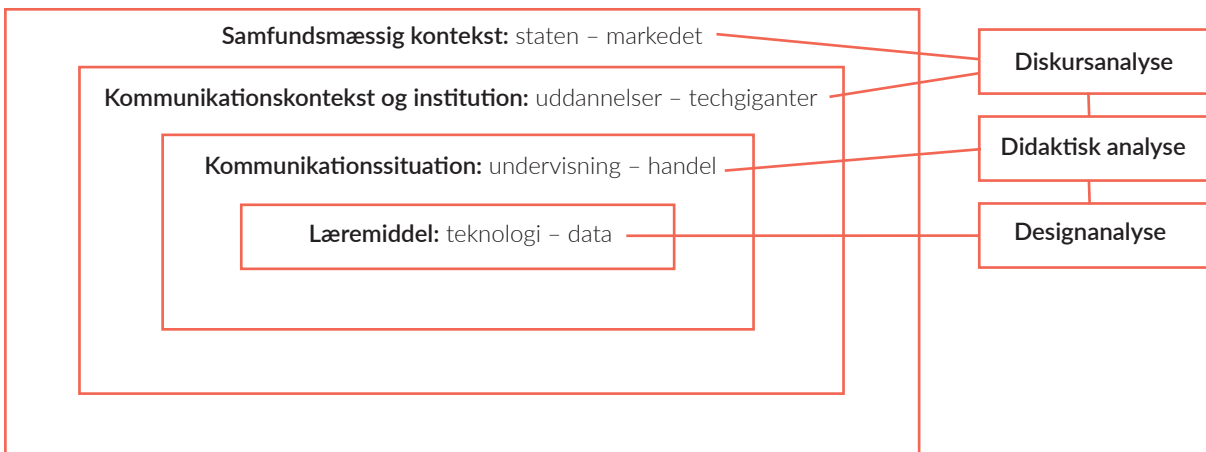 Samfundsmæssig kontekst: staten – markedet
Diskursanalyse
Kommunikationskontekst og institution: uddannelser – techgiganter
Didaktisk analyse
Kommunikationssituation: undervisning – handel
Læremiddel: teknologi – data
Designanalyse